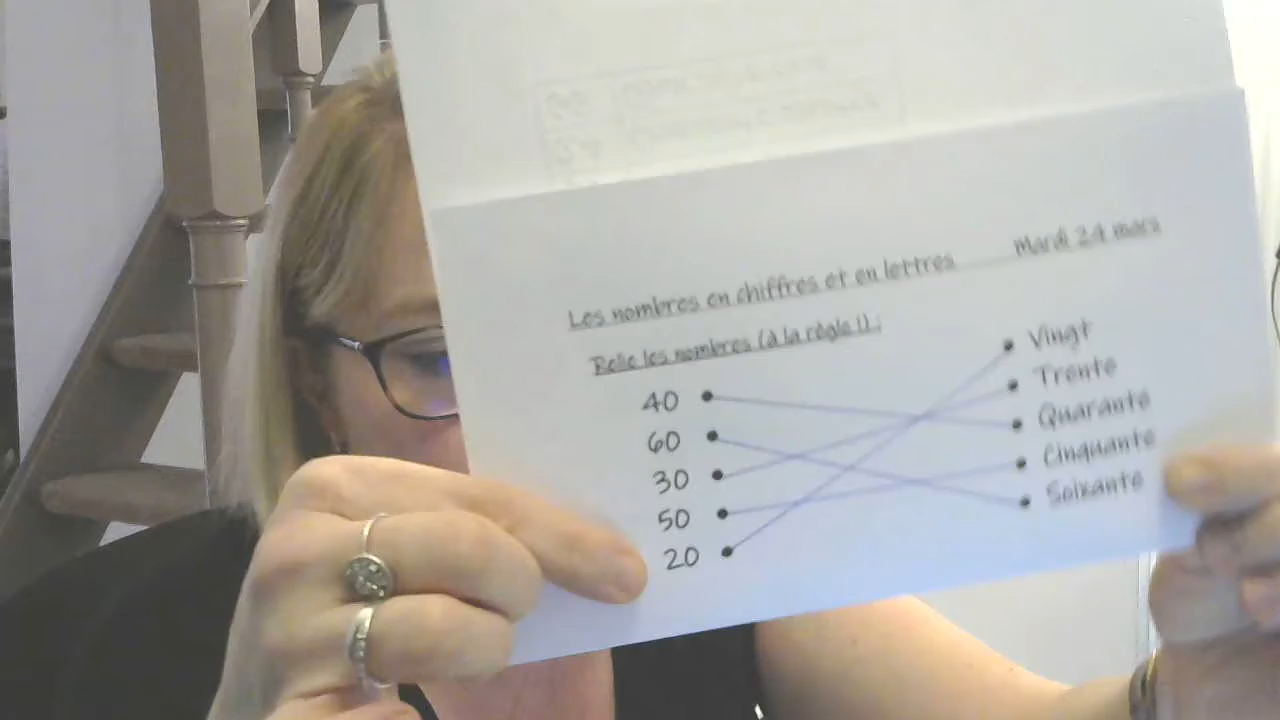 Les nombres en chiffres et en lettres Mardi 24 mars
Relie les nombres (à la règle !) :
40 Vingt
60 Trente
30 Quarante
50 Cinquante
20 Soixante